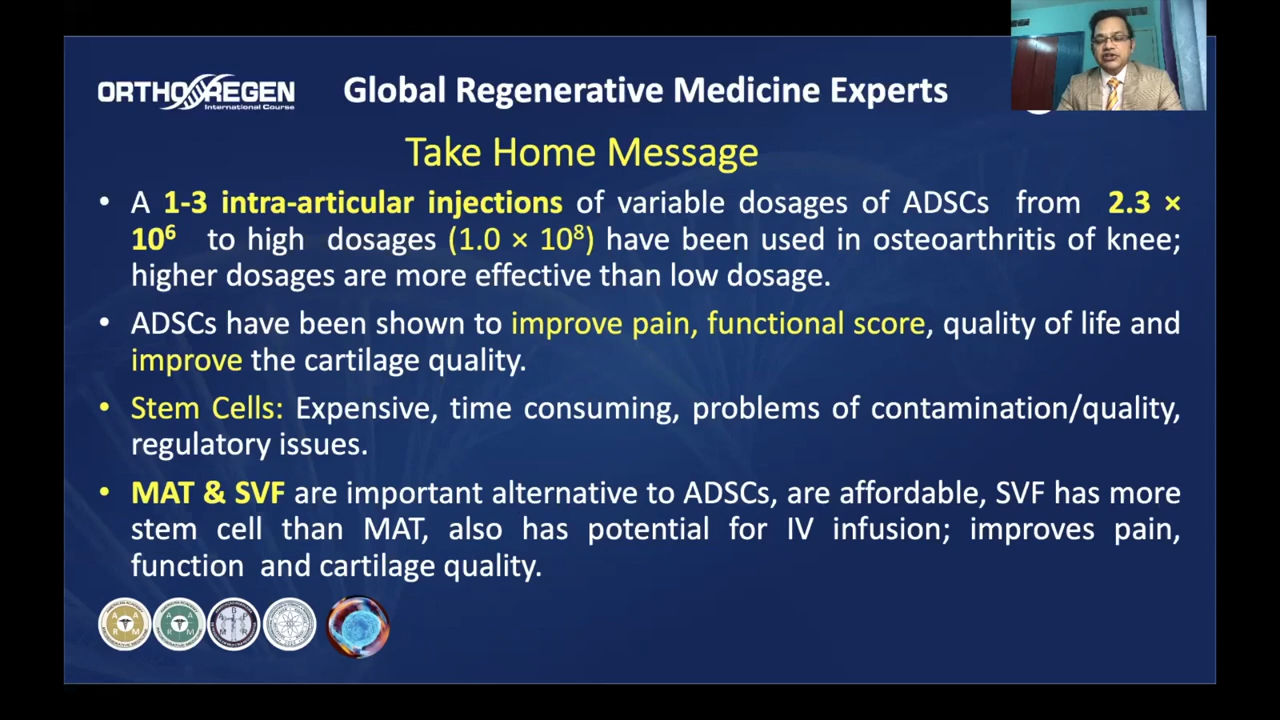 ORTHOREGEN
International Course
Global Regenerative Medicine Experts
Take Home Message
• A 1-3 intra-articular injections of variable dosages of ADSCs from 2.3 ×
10⁶ to high dosages (1.0 × 10⁸) have been used in osteoarthritis of knee;
higher dosages are more effective than low dosage.
• ADSCs have been shown to improve pain, functional score, quality of life and
improve the cartilage quality.
• Stem Cells: Expensive, time consuming, problems of contamination/quality,
regulatory issues.
• MAT & SVF are important alternative to ADSCs, are affordable, SVF has more
stem cell than MAT, also has potential for IV infusion; improves pain,
function and cartilage quality.